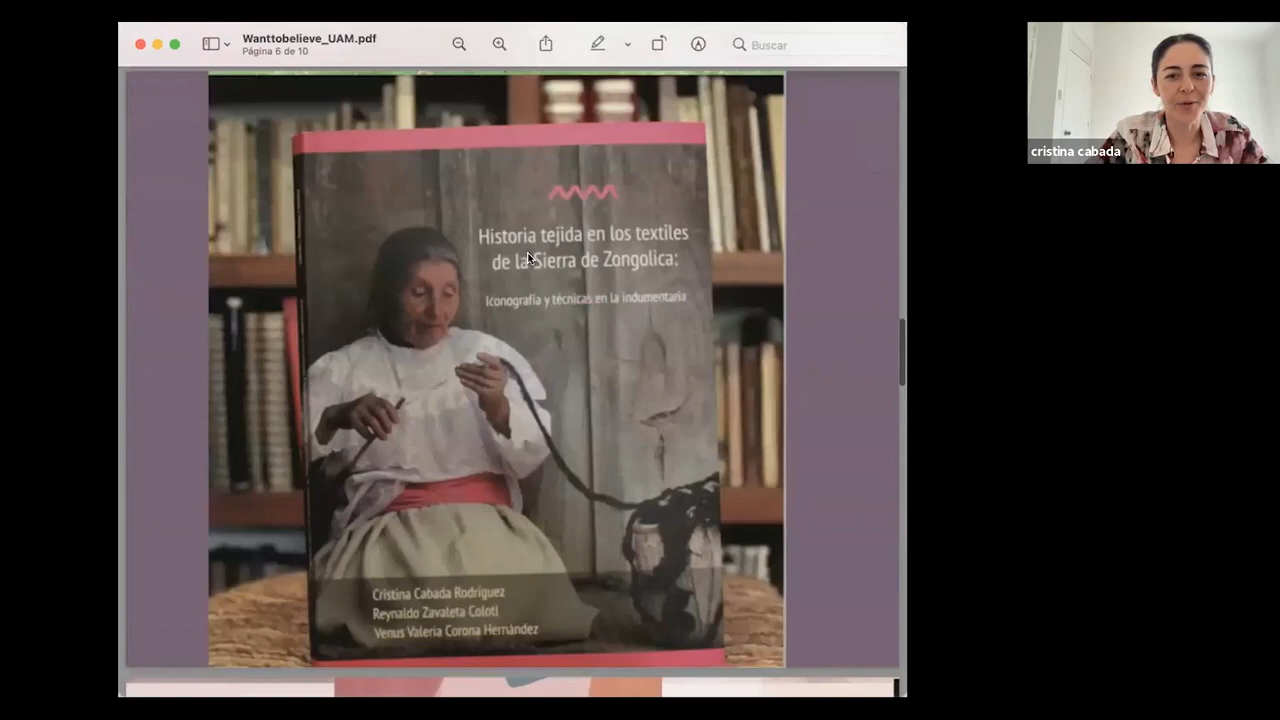 Wanttobelieve_UAM.pdf
Página 6 de 10
Buscar
cristina cabada
Historia tejida en los textiles
de la Sierra de Zongolica:
Iconografía y técnicas en la indumentaria
Cristina Cabada Rodríguez
Reynaldo Zavaleta Colotl
Venus Valeria Corona Hernández